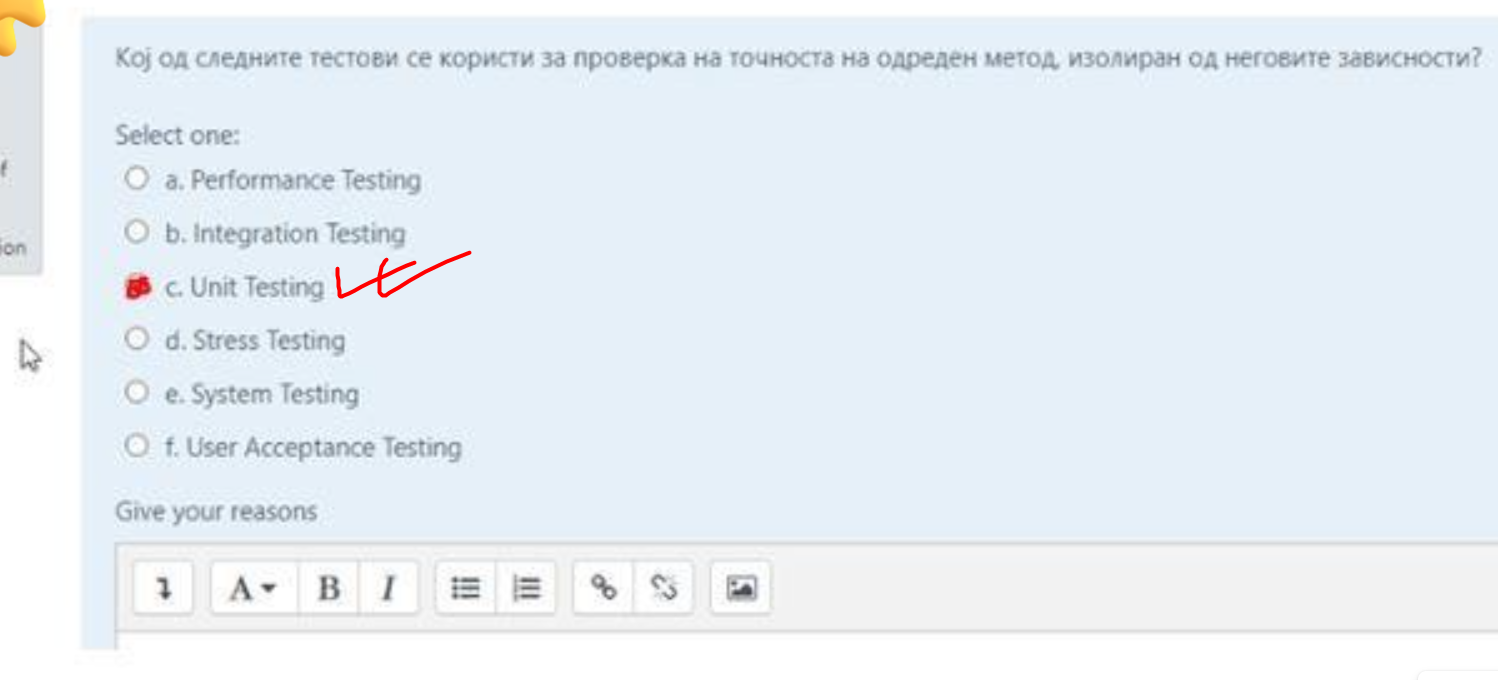 Кој од следните тестови се користи за проверка на точноста на одреден метод, изолиран од неговите зависности?
Select one:
a. Performance Testing
b. Integration Testing
c. Unit Testing
d. Stress Testing
e. System Testing
f. User Acceptance Testing
Give your reasons
A B I